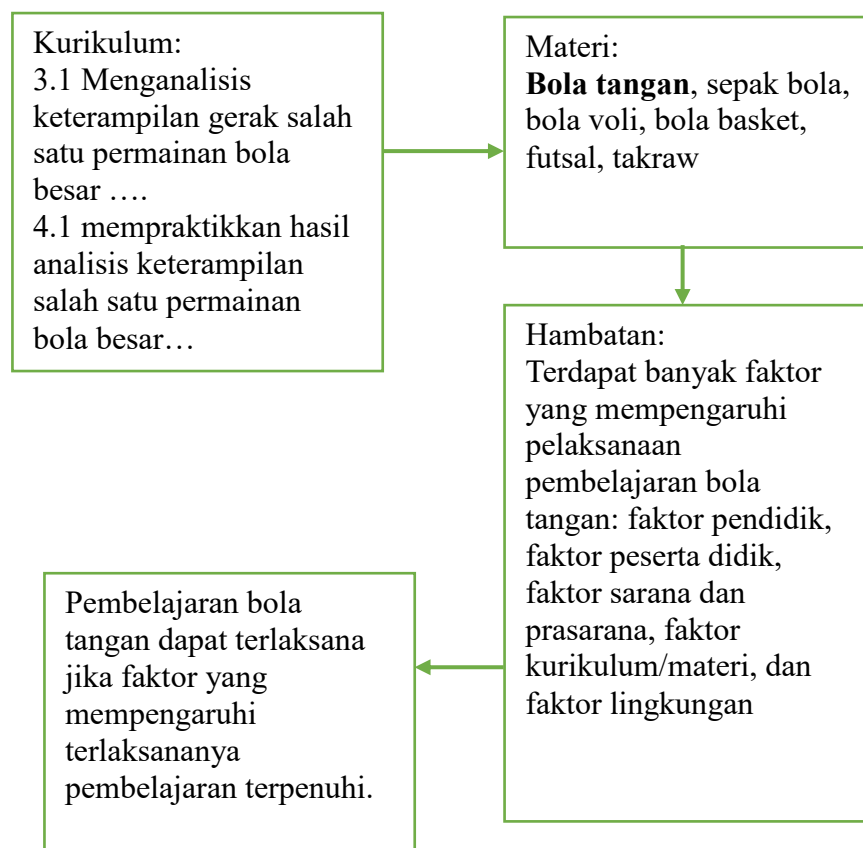 Kurikulum:
3.1 Menganalisis
keterampilan gerak salah
satu permainan bola
besar ….
4.1 mempraktikkan hasil
analisis keterampilan
salah satu permainan
bola besar…
Materi:
Bola tangan, sepak bola,
bola voli, bola basket,
futsal, takraw
Hambatan:
Terdapat banyak faktor
yang mempengaruhi
pelaksanaan
pembelajaran bola
tangan: faktor pendidik,
faktor peserta didik,
faktor sarana dan
prasarana, faktor
kurikulum/materi, dan
faktor lingkungan
Pembelajaran bola
tangan dapat terlaksana
jika faktor yang
mempengaruhi
terlaksananya
pembelajaran terpenuhi.